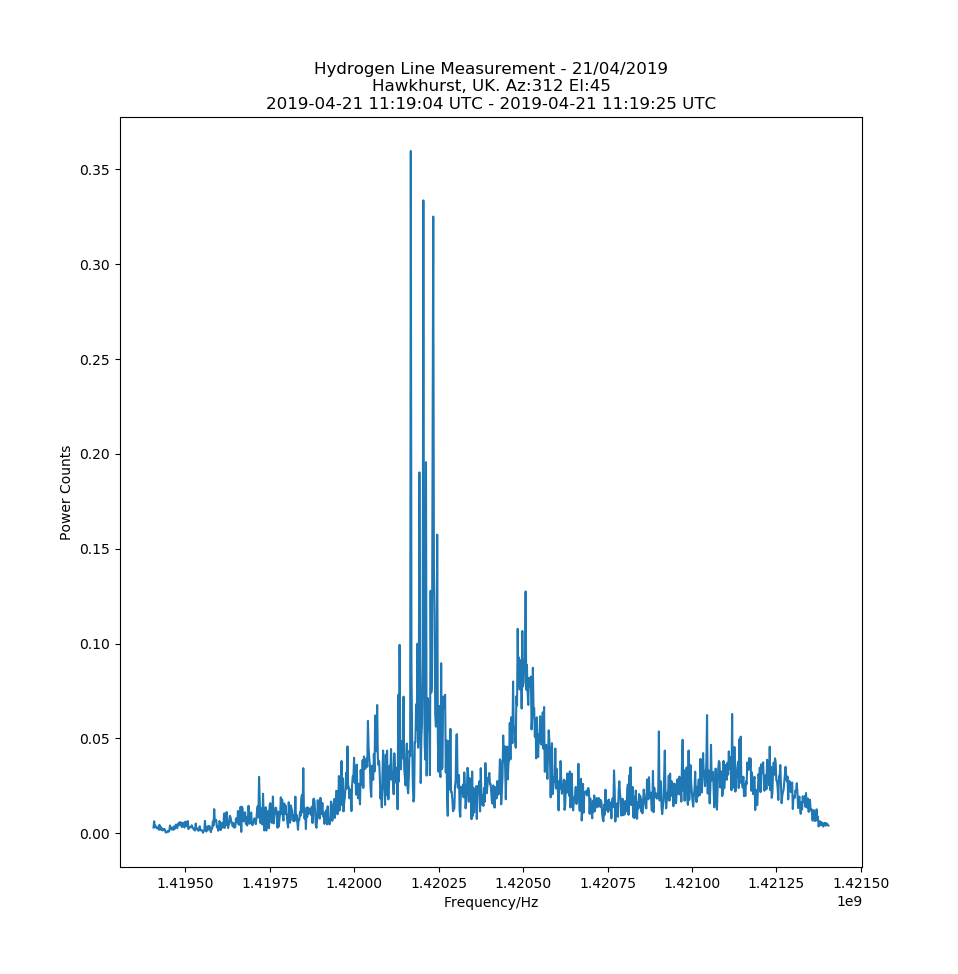 Hydrogen Line Measurement - 21/04/2019
Hawkhurst, UK. Az:312 El:45
2019-04-21 11:19:04 UTC - 2019-04-21 11:19:25 UTC
0.35
0.30
0.25
0.20
0.15
0.10
0.05
0.00
Power Counts
1.41950 1.41975 1.42000 1.42025 1.42050 1.42075 1.42100 1.42125 1.42150
Frequency/Hz
1e9